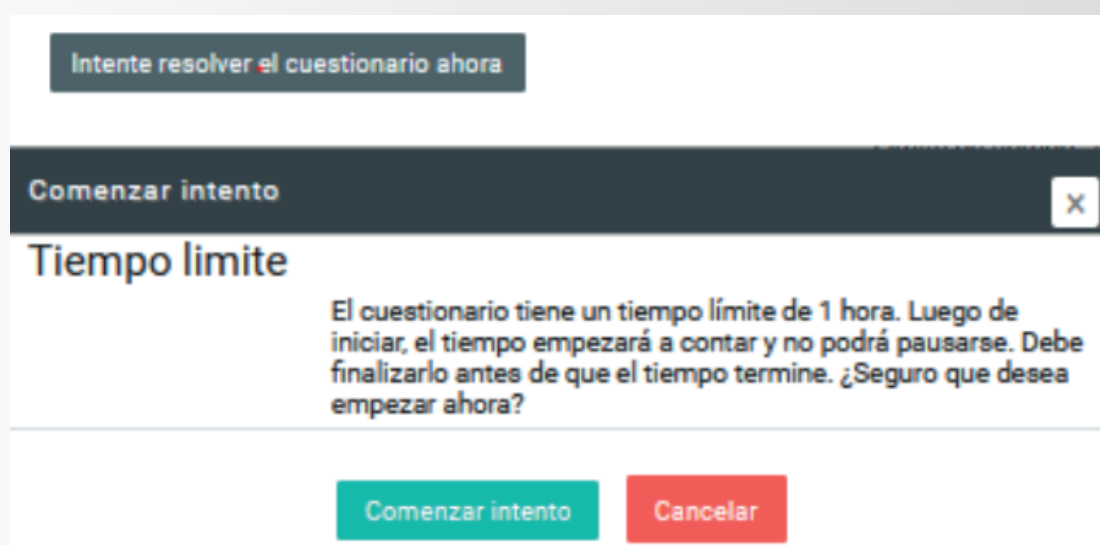 Intente resolver el cuestionario ahora
Comenzar intento
X
Tiempo limite
El cuestionario tiene un tiempo límite de 1 hora. Luego de
iniciar, el tiempo empezará a contar y no podrá pausarse. Debe
finalizarlo antes de que el tiempo termine. ¿Seguro que desea
empezar ahora?
Comenzar intento
Cancelar